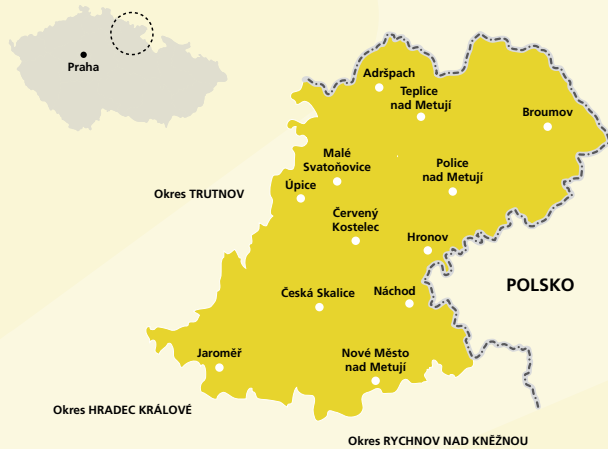 Praha
Adršpach
Teplice
nad Metují
Broumov
Malé
Svatoňovice
Police
nad Metují
Úpice
Okres TRUTNOV
Červený
Kostelec
Hronov
POLSKO
Česká Skalice
Náchod
Jaroměř
Nové Město
nad Metují
Okres HRADEC KRÁLOVÉ
Okres RYCHNOV NAD KNĚŽNOU